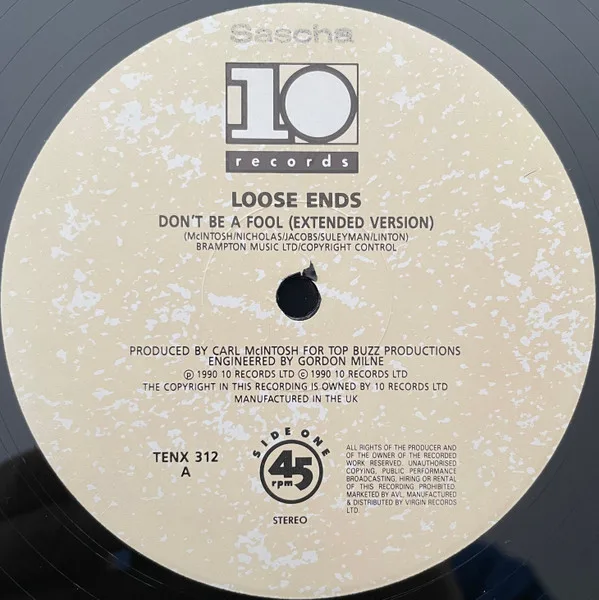 Sascha
10
records
LOOSE ENDS
DON'T BE A FOOL (EXTENDED VERSION)
(McINTOSH/NICHOLAS/JACOBS/SULEYMAN/LINTON)
BRAMPTON MUSIC LTD/COPYRIGHT CONTROL
PRODUCED BY CARL McINTOSH FOR TOP BUZZ PRODUCTIONS
ENGINEERED BY GORDON MILNE
℗ 1990 10 RECORDS LTD © 1990 10 RECORDS LTD
THE COPYRIGHT IN THIS RECORDING IS OWNED BY 10 RECORDS LTD
MANUFACTURED IN THE UK
TENX 312
A
SIDE ONE
45
rpm
STEREO
ALL RIGHTS OF THE PRODUCER AND
OF THE OWNER OF THE RECORDED
WORK RESERVED. UNAUTHORISED
COPYING, PUBLIC PERFORMANCE
BROADCASTING, HIRING OR RENTAL
OF THIS RECORDING PROHIBITED.
MARKETED BY AVL, MANUFACTURED
& DISTRIBUTED BY VIRGIN RECORDS
LTD.